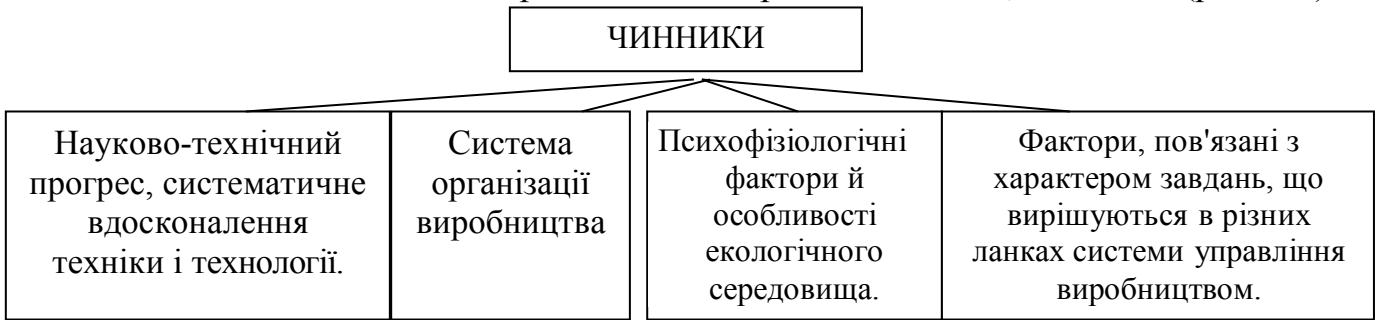 ЧИННИКИ
Науково-технічний
прогрес, систематичне
вдосконалення
техніки і технології.
Система
організації
виробництва
Психофізіологічні
фактори й
особливості
екологічного
середовища.
Фактори, пов'язані з
характером завдань, що
вирішуються в різних
ланках системи управління
виробництвом.